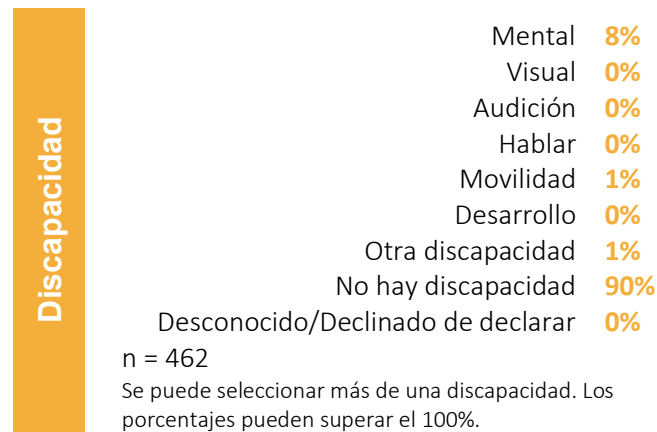 Discapacidad
Mental 8%
Visual 0%
Audición 0%
Hablar 0%
Movilidad 1%
Desarrollo 0%
Otra discapacidad 1%
No hay discapacidad 90%
Desconocido/Declinado de declarar 0%
n = 462
Se puede seleccionar más de una discapacidad. Los
porcentajes pueden superar el 100%.